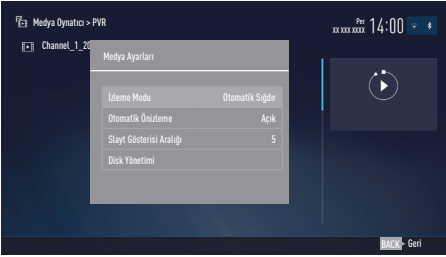 Medya Oynatıcı > PVR
Per
xx xxx xxxx 14:00
Channel_1_20
Medya Ayarları
İzleme Modu Otomatik Sığdır
Otomatik Önizleme Açık
Slayt Gösterisi Aralığı 5
Disk Yönetimi
BACK Geri